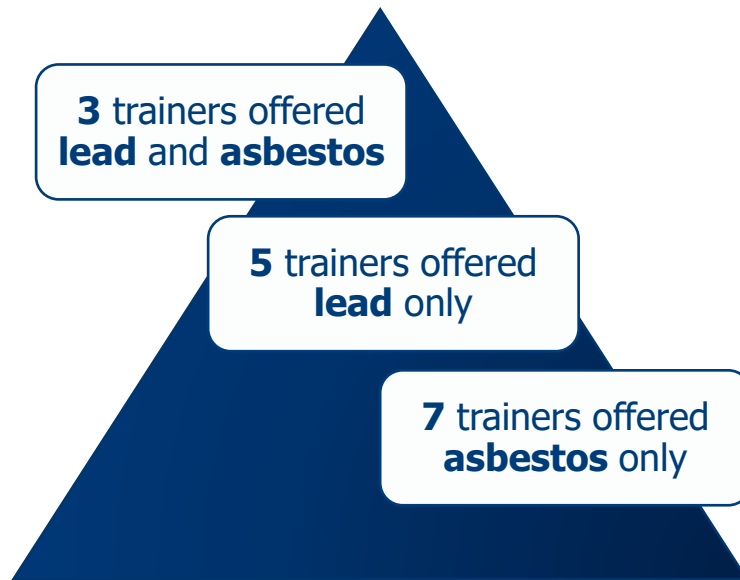 3 trainers offered
lead and asbestos
5 trainers offered
lead only
7 trainers offered
asbestos only